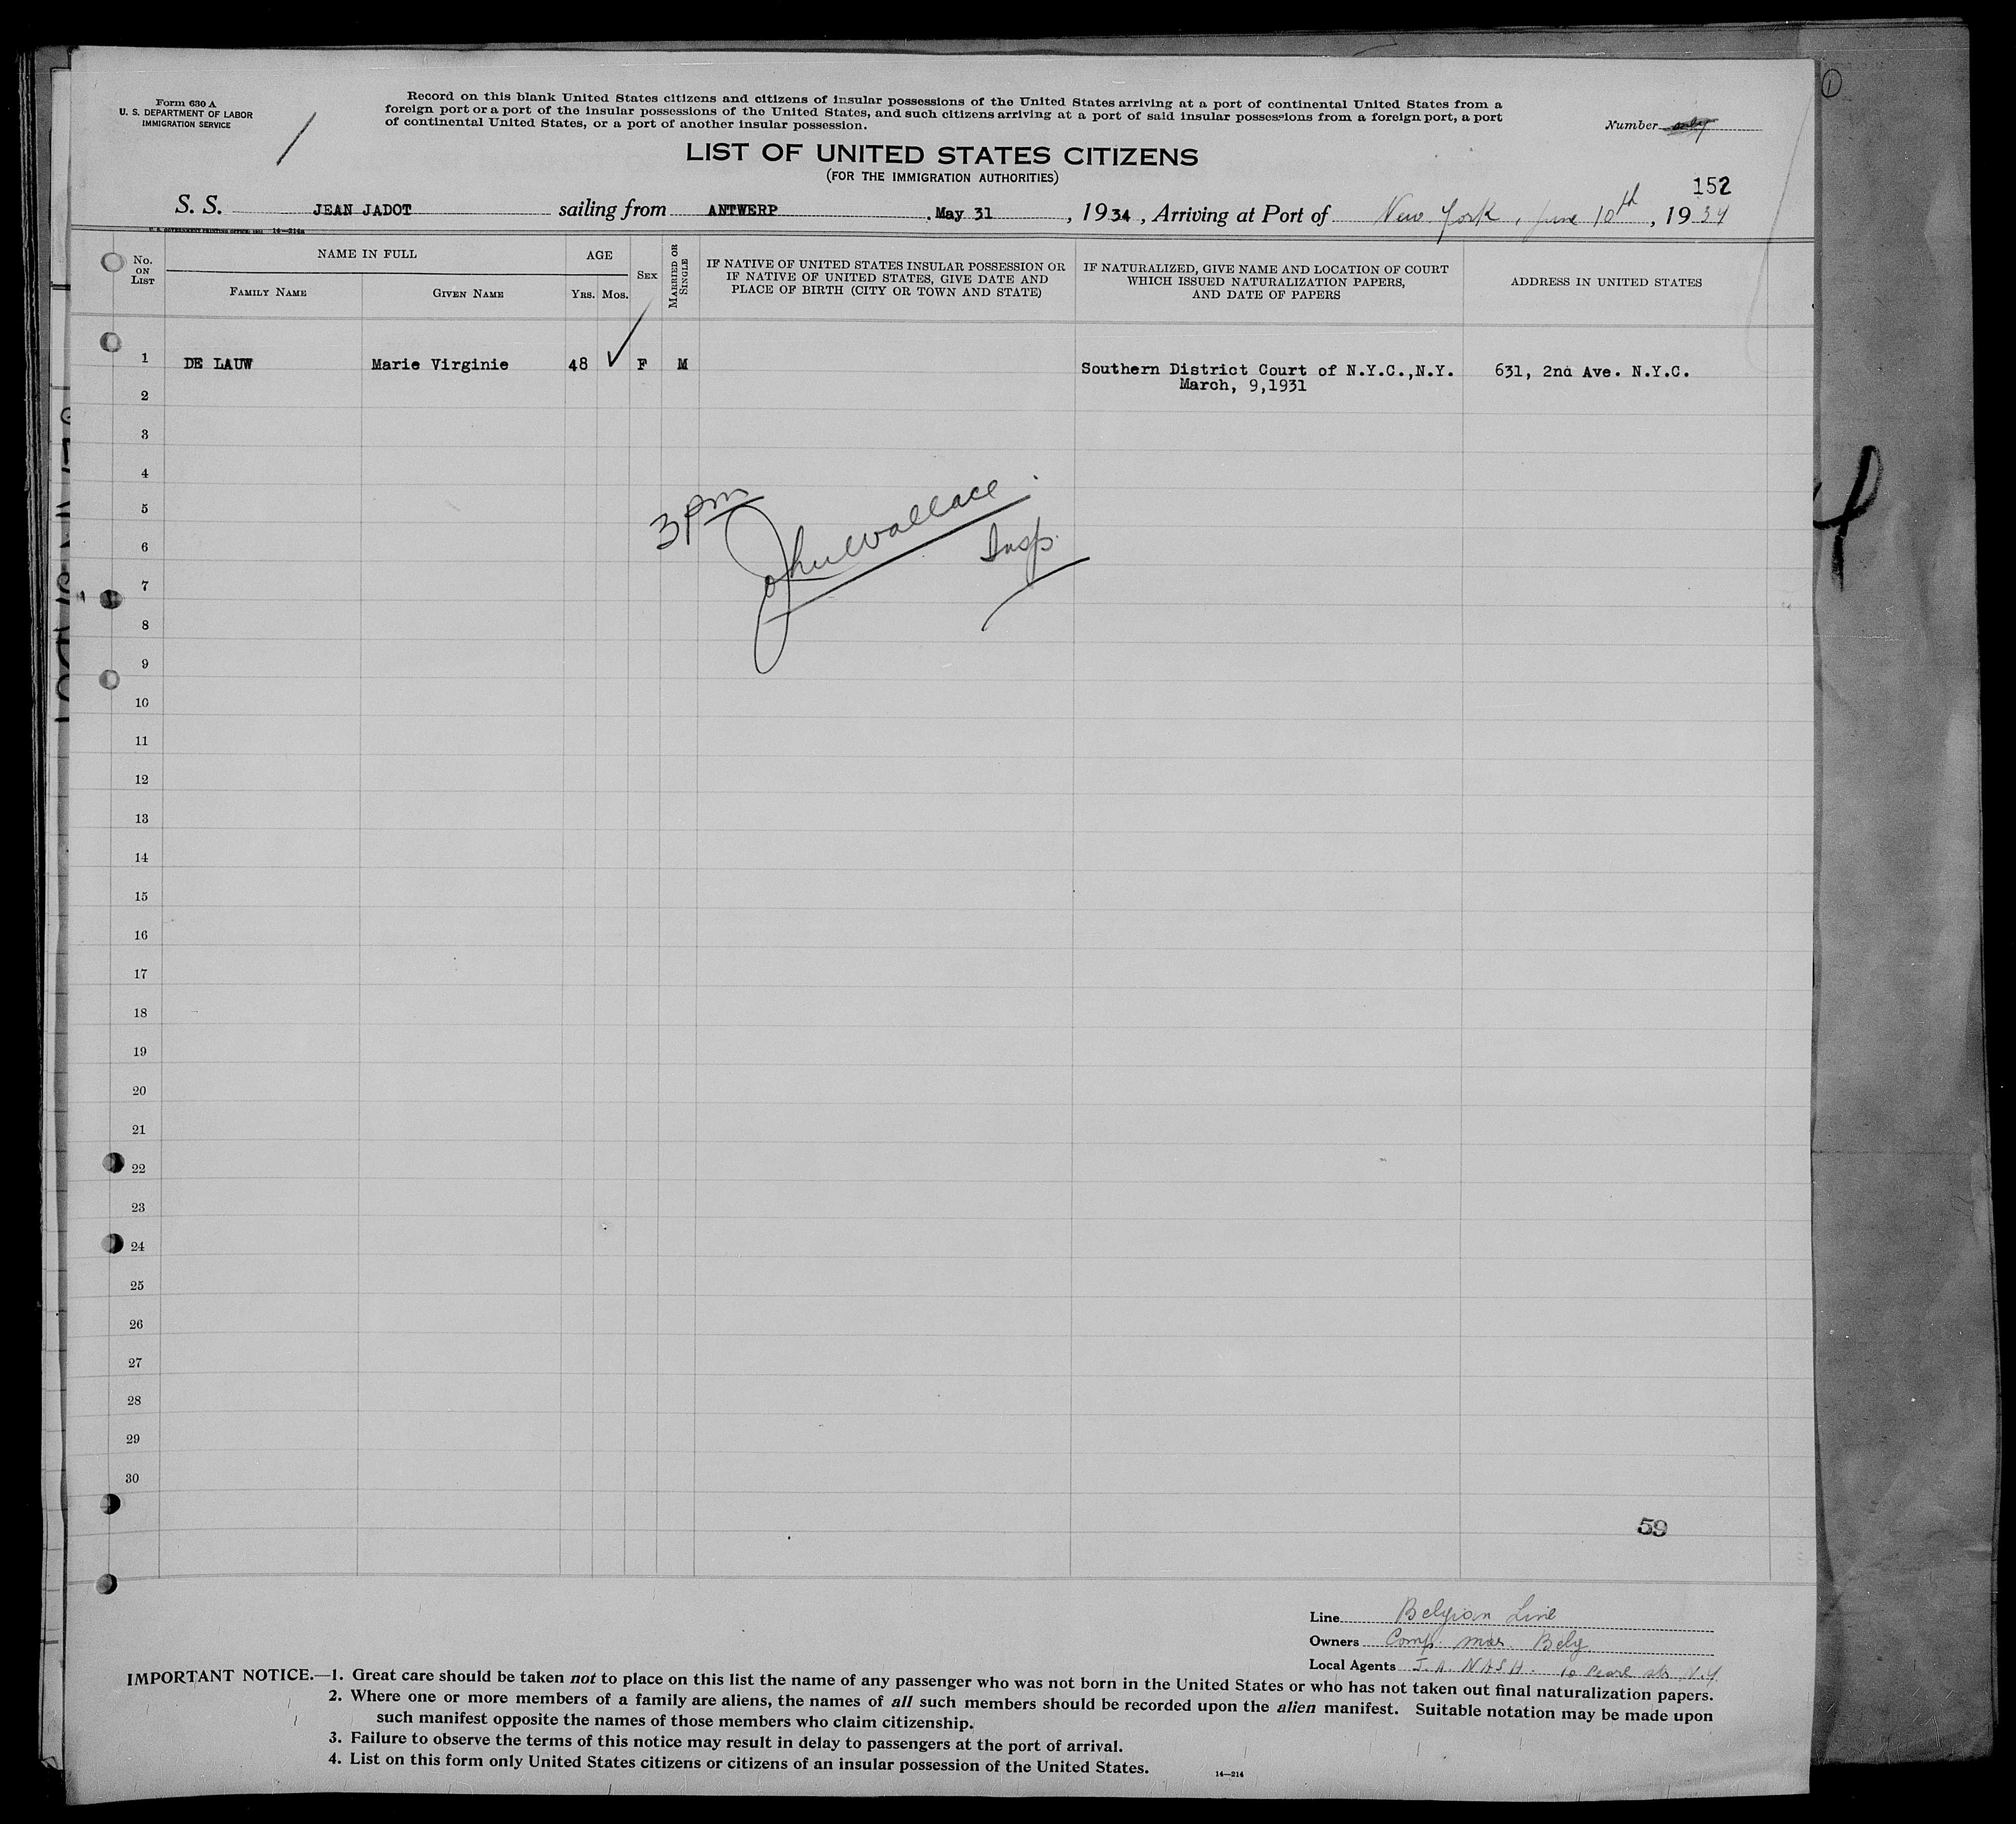 Form 630 A
U. S. DEPARTMENT OF LABOR
IMMIGRATION SERVICE
Record on this blank United States citizens and citizens of insular possessions of the United States arriving at a port of continental United States from a
foreign port or a port of the insular possessions of the United States, and such citizens arriving at a port of said insular possessions from a foreign port, a port
of continental United States, or a port of another insular possession.
Number
1
LIST OF UNITED STATES CITIZENS
(FOR THE IMMIGRATION AUTHORITIES)
152
S. S. JEAN JADOT sailing from ANTWERP . May 31 , 1934 , Arriving at Port of New York , June 10th , 1934
No. ON LIST
NAME IN FULL
FAMILY NAME
GIVEN NAME
AGE
YRS. MOS.
SEX
MARRIED OR SINGLE
IF NATIVE OF UNITED STATES INSULAR POSSESSION OR
IF NATIVE OF UNITED STATES, GIVE DATE AND
PLACE OF BIRTH (CITY OR TOWN AND STATE)
IF NATURALIZED, GIVE NAME AND LOCATION OF COURT
WHICH ISSUED NATURALIZATION PAPERS,
AND DATE OF PAPERS
ADDRESS IN UNITED STATES
1 DE LAUW Marie Virginie 48 F M Southern District Court of N.Y.C.,N.Y. 631, 2nd Ave. N.Y.C.
March, 9,1931
2
3
4
5
6
7
8
9
10
11
12
13
14
15
16
17
18
19
20
21
22
23
24
25
26
27
28
29
30
3 pm
John Wallace
Insp.
59
Line Belgian Line
Owners Comp. mar. Belg.
Local Agents J. A. NASH. 10 Pearl str N.Y.
IMPORTANT NOTICE.—1. Great care should be taken not to place on this list the name of any passenger who was not born in the United States or who has not taken out final naturalization papers.
2. Where one or more members of a family are aliens, the names of all such members should be recorded upon the alien manifest. Suitable notation may be made upon
such manifest opposite the names of those members who claim citizenship.
3. Failure to observe the terms of this notice may result in delay to passengers at the port of arrival.
4. List on this form only United States citizens or citizens of an insular possession of the United States.
14—214